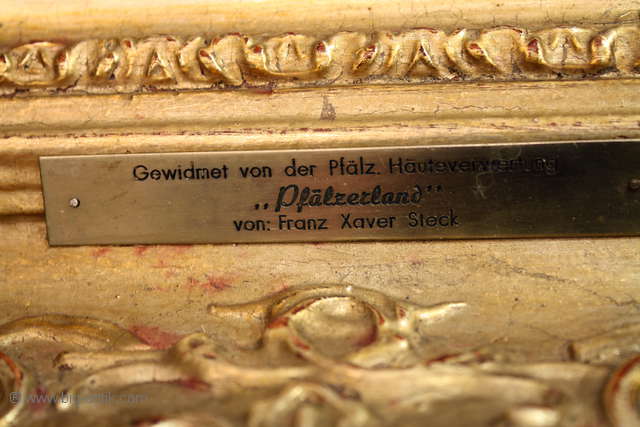 Gewidmet von der Pfälz. Häuteverwertung
„Pfälzerland"
von: Franz Xaver Steck